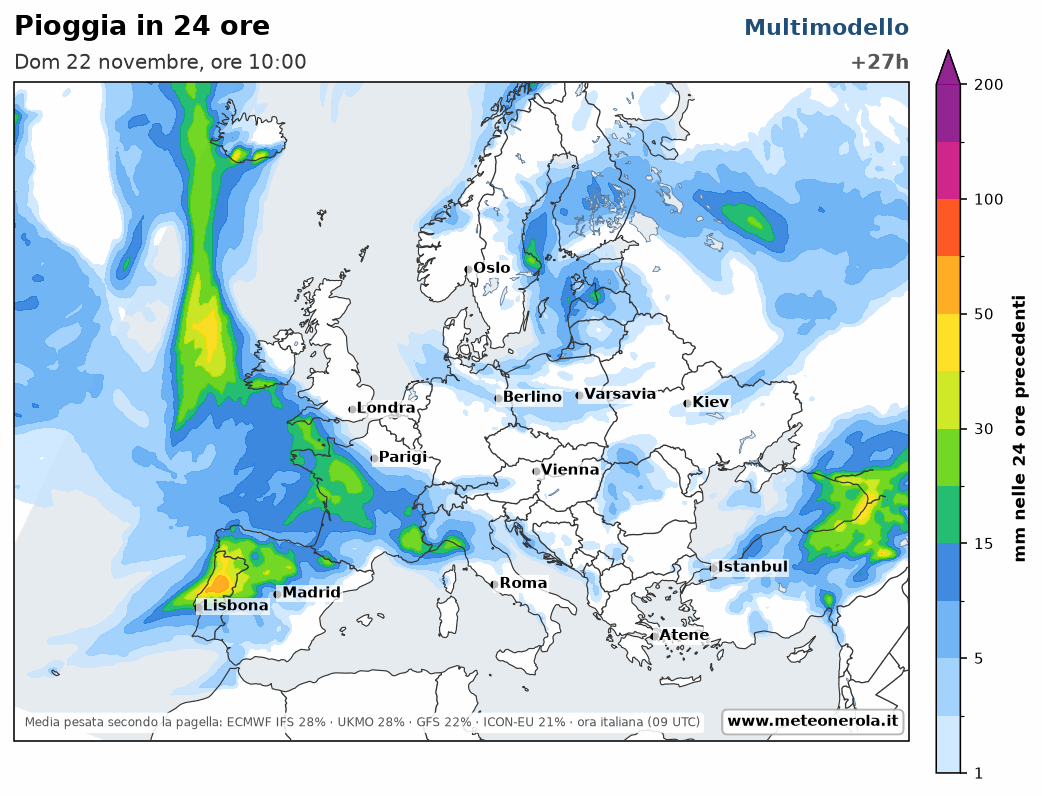 Pioggia in 24 ore
Multimodello
Dom 22 novembre, ore 10:00
+27h
200
100
50
30
15
5
1
mm nelle 24 ore precedenti
Oslo
Londra
Berlino
Varsavia
Kiev
Parigi
Vienna
Istanbul
Roma
Madrid
Lisbona
Atene
Media pesata secondo la pagella: ECMWF IFS 28% · UKMO 28% · GFS 22% · ICON-EU 21% · ora italiana (09 UTC)
www.meteonerola.it